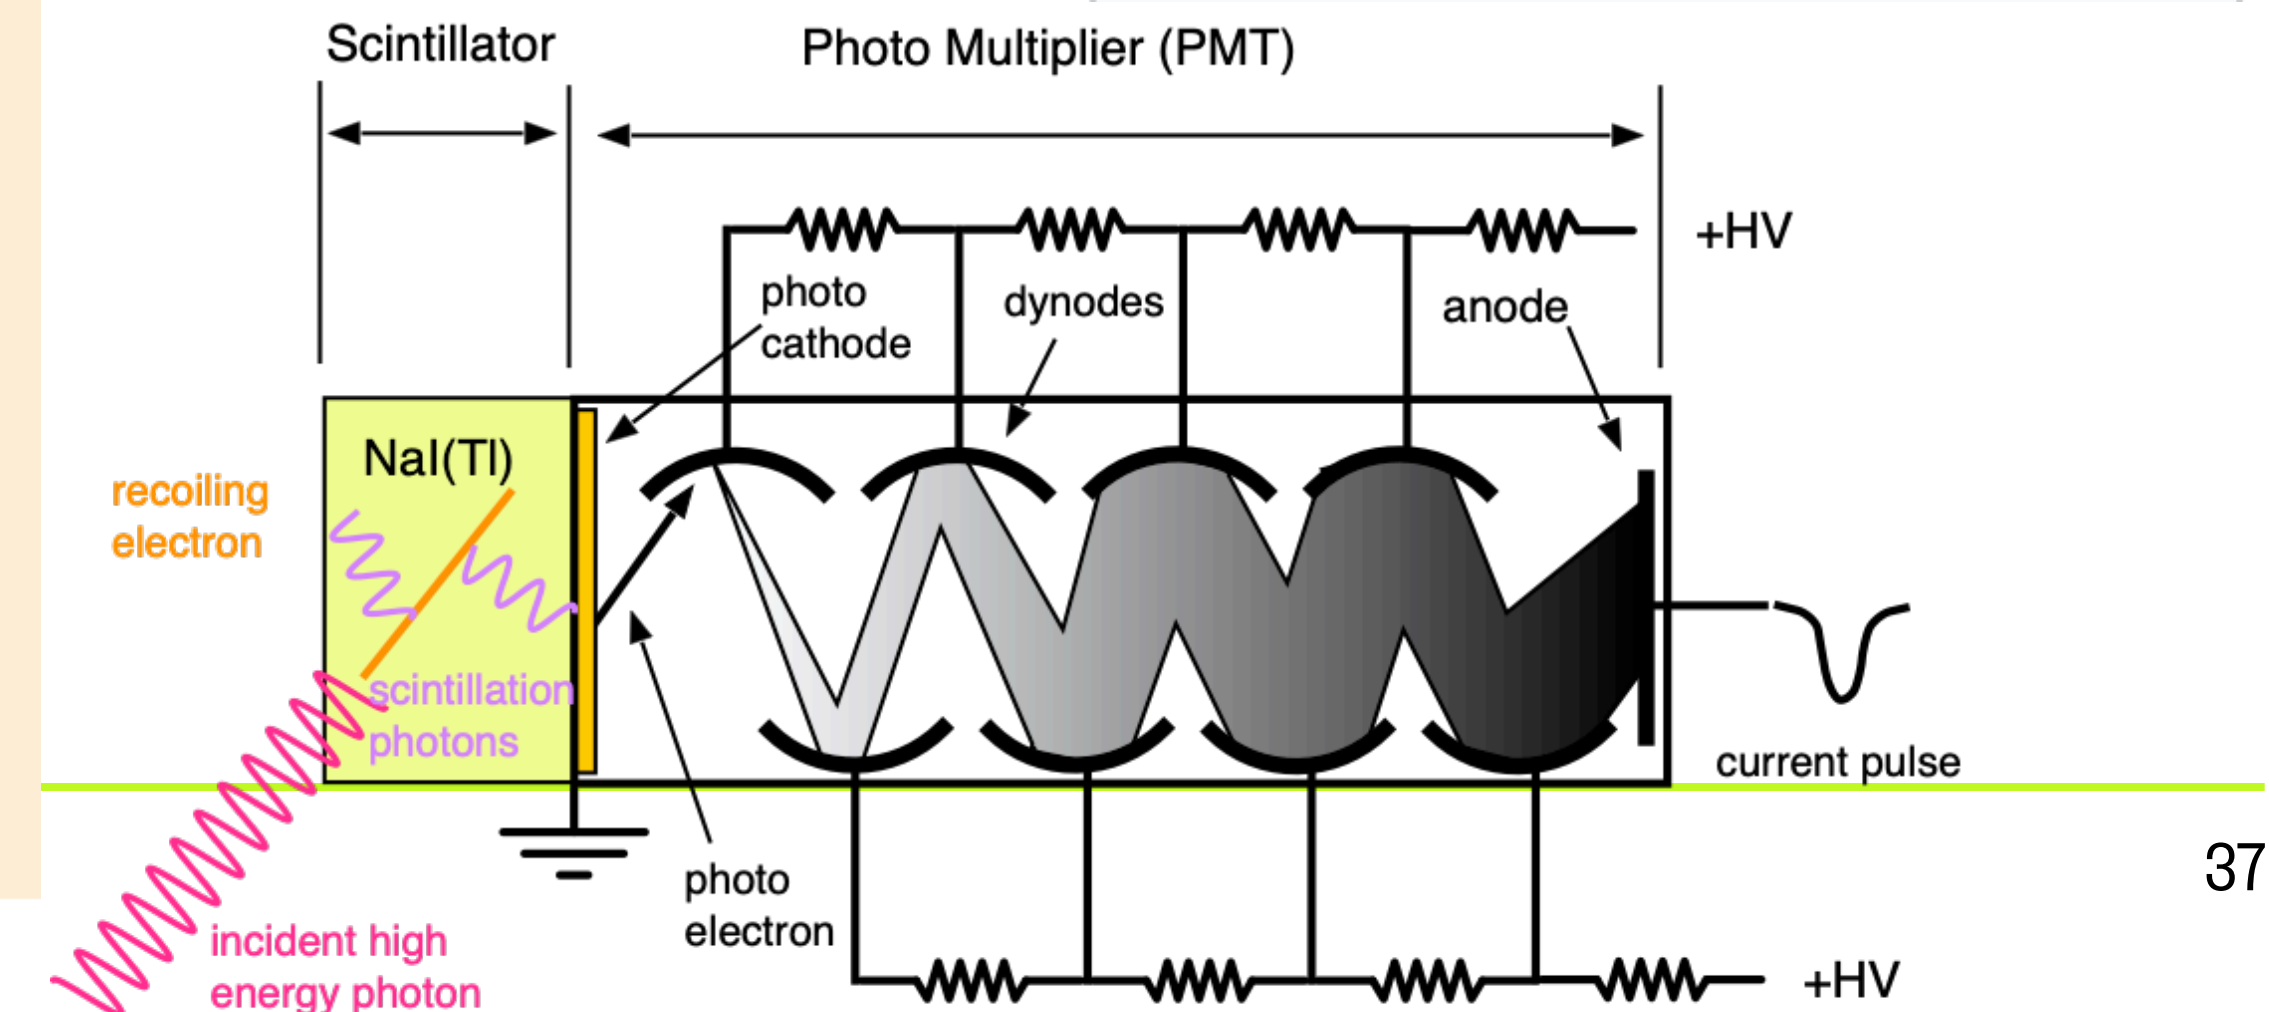 Scintillator
Photo Multiplier (PMT)
+HV
photo
cathode
dynodes
anode
NaI(Tl)
recoiling
electron
scintillation
photons
current pulse
photo
electron
37
incident high
energy photon
+HV